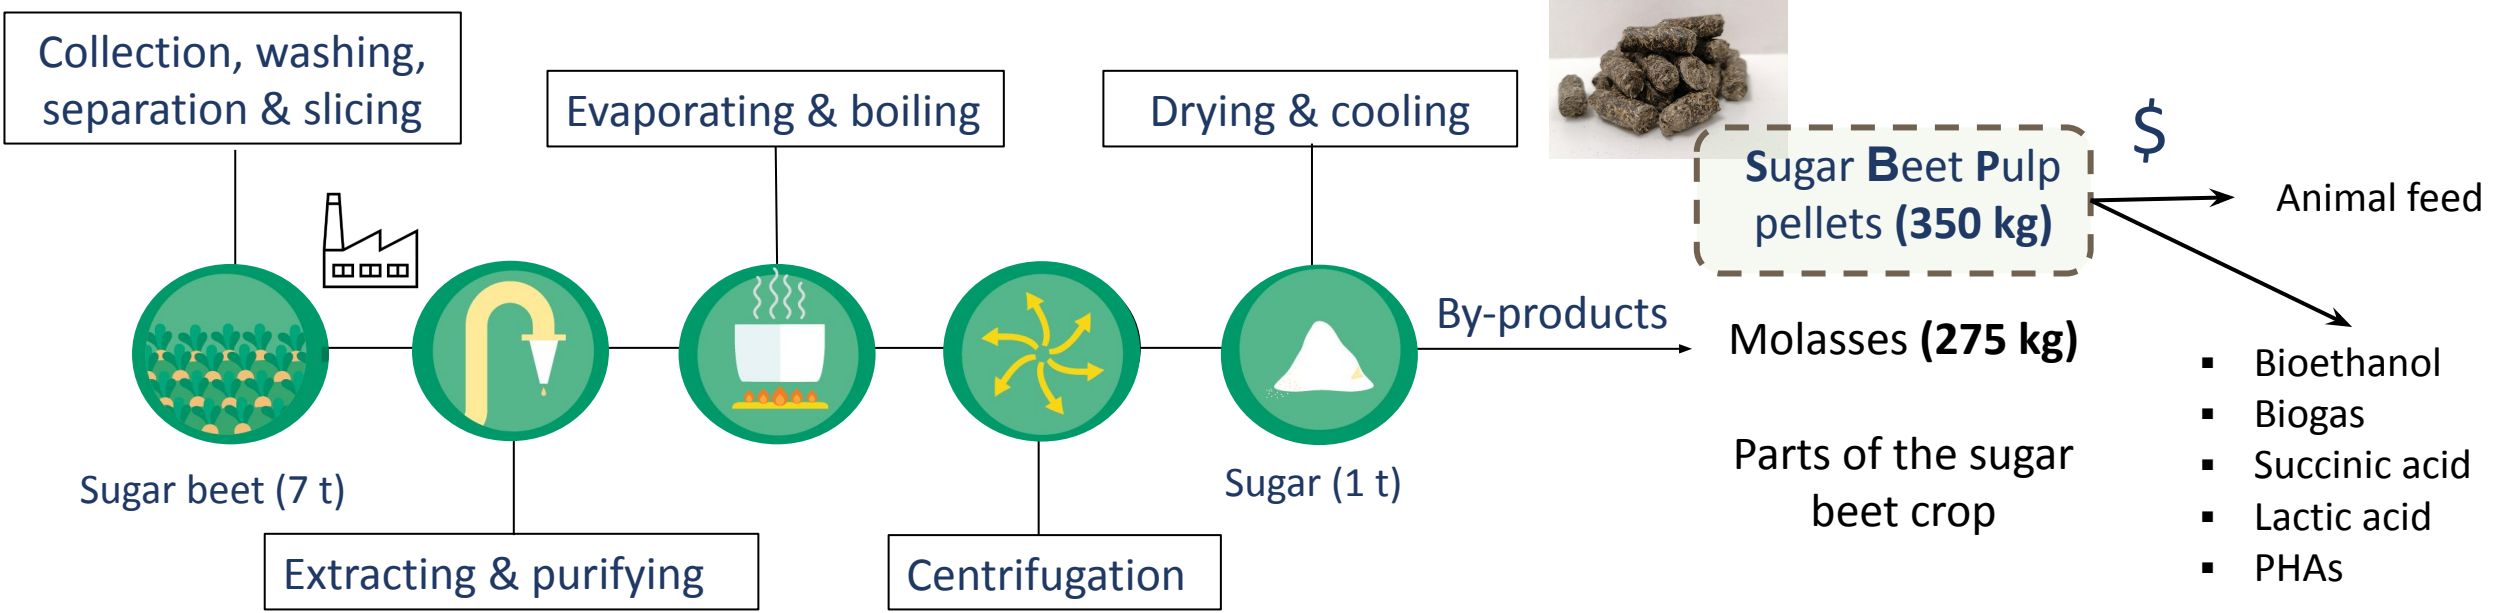 Collection, washing,
separation & slicing
Evaporating & boiling
Drying & cooling
Sugar beet (7 t)
Extracting & purifying
Centrifugation
Sugar (1 t)
By-products
Sugar Beet Pulp
pellets (350 kg)
Molasses (275 kg)
Parts of the sugar
beet crop
$
Animal feed
▪ Bioethanol
▪ Biogas
▪ Succinic acid
▪ Lactic acid
▪ PHAs